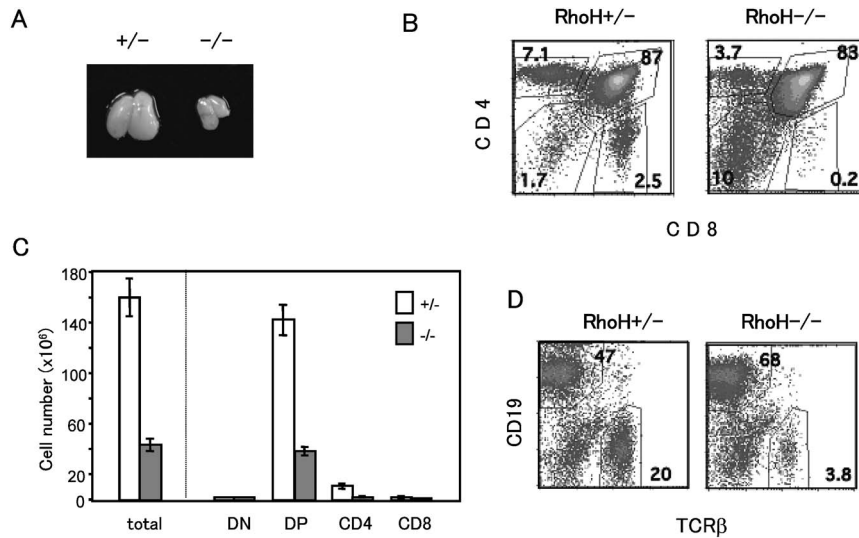 A
+/−
−/−
B
RhoH+/−
RhoH−/−
7.1
87
1.7
2.5
3.7
83
10
0.2
CD4
CD8
C
Cell number (x10⁶)
180
140
100
60
20
0
+/-
-/-
total
DN
DP
CD4
CD8
D
RhoH+/−
RhoH−/−
47
20
68
3.8
CD19
TCRβ